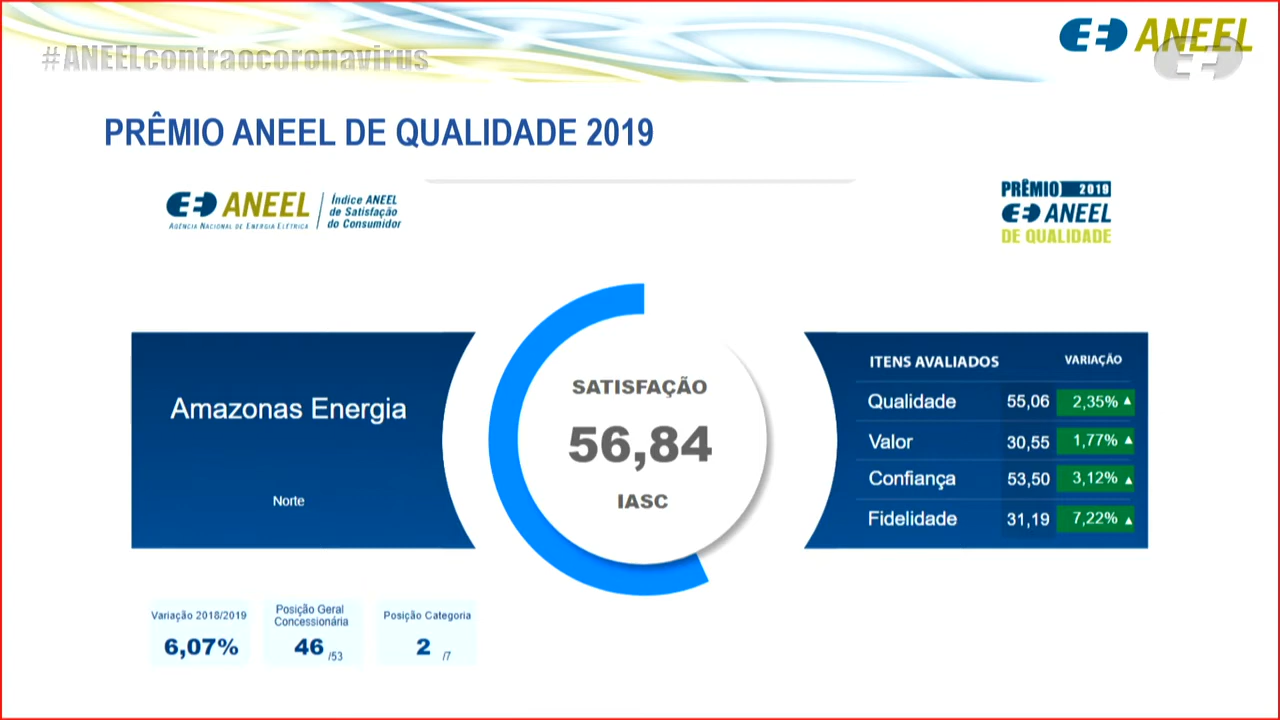 #ANEELcontraocoronavirus
ANEEL
PRÊMIO ANEEL DE QUALIDADE 2019
ANEEL
AGÊNCIA NACIONAL DE ENERGIA ELÉTRICA
Índice ANEEL
de Satisfação
do Consumidor
PRÊMIO 2019
ANEEL
DE QUALIDADE
Amazonas Energia
Norte
SATISFAÇÃO
56,84
IASC
ITENS AVALIADOS VARIAÇÃO
Qualidade 55,06 2,35% ▲
Valor 30,55 1,77% ▲
Confiança 53,50 3,12% ▲
Fidelidade 31,19 7,22% ▲
Variação 2018/2019
6,07%
Posição Geral
Concessionária
46 /53
Posição Categoria
2 /7